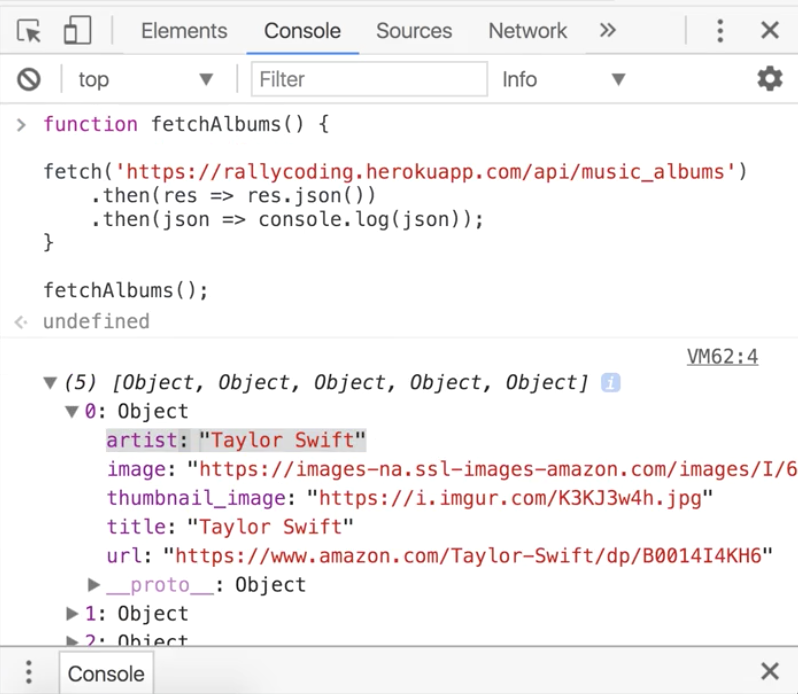 Elements Console Sources Network »
top Filter Info
> function fetchAlbums() {
fetch('https://rallycoding.herokuapp.com/api/music_albums')
.then(res => res.json())
.then(json => console.log(json));
}
fetchAlbums();
undefined
VM62:4
(5) [Object, Object, Object, Object, Object] i
0: Object
artist: "Taylor Swift"
image: "https://images-na.ssl-images-amazon.com/images/I/6
thumbnail_image: "https://i.imgur.com/K3KJ3w4h.jpg"
title: "Taylor Swift"
url: "https://www.amazon.com/Taylor-Swift/dp/B0014I4KH6"
__proto__: Object
1: Object
2: Object
Console